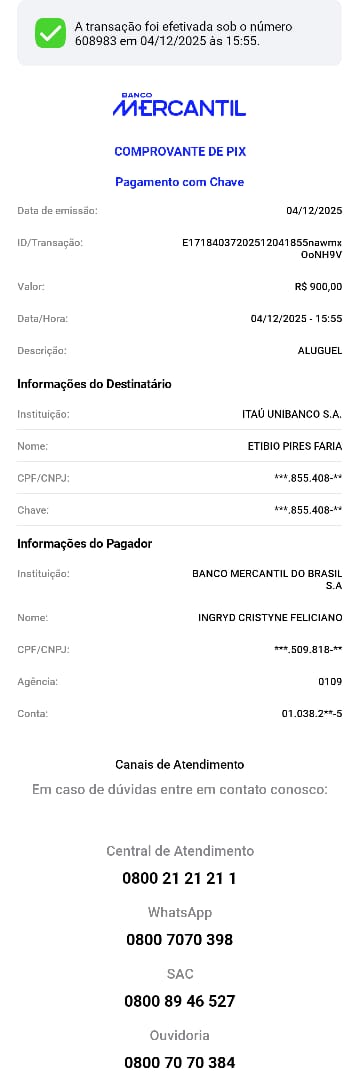 A transação foi efetivada sob o número
608983 em 04/12/2025 às 15:55.
BANCO
MERCANTIL
COMPROVANTE DE PIX
Pagamento com Chave
Data de emissão: 04/12/2025
ID/Transação: E17184037202512041855nawmx
OoNH9V
Valor: R$ 900,00
Data/Hora: 04/12/2025 - 15:55
Descrição: ALUGUEL
Informações do Destinatário
Instituição: ITAÚ UNIBANCO S.A.
Nome: ETIBIO PIRES FARIA
CPF/CNPJ: ***.855.408-**
Chave: ***.855.408-**
Informações do Pagador
Instituição: BANCO MERCANTIL DO BRASIL
S.A
Nome: INGRYD CRISTYNE FELICIANO
CPF/CNPJ: ***.509.818-**
Agência: 0109
Conta: 01.038.2**-5
Canais de Atendimento
Em caso de dúvidas entre em contato conosco:
Central de Atendimento
0800 21 21 21 1
WhatsApp
0800 7070 398
SAC
0800 89 46 527
Ouvidoria
0800 70 70 384